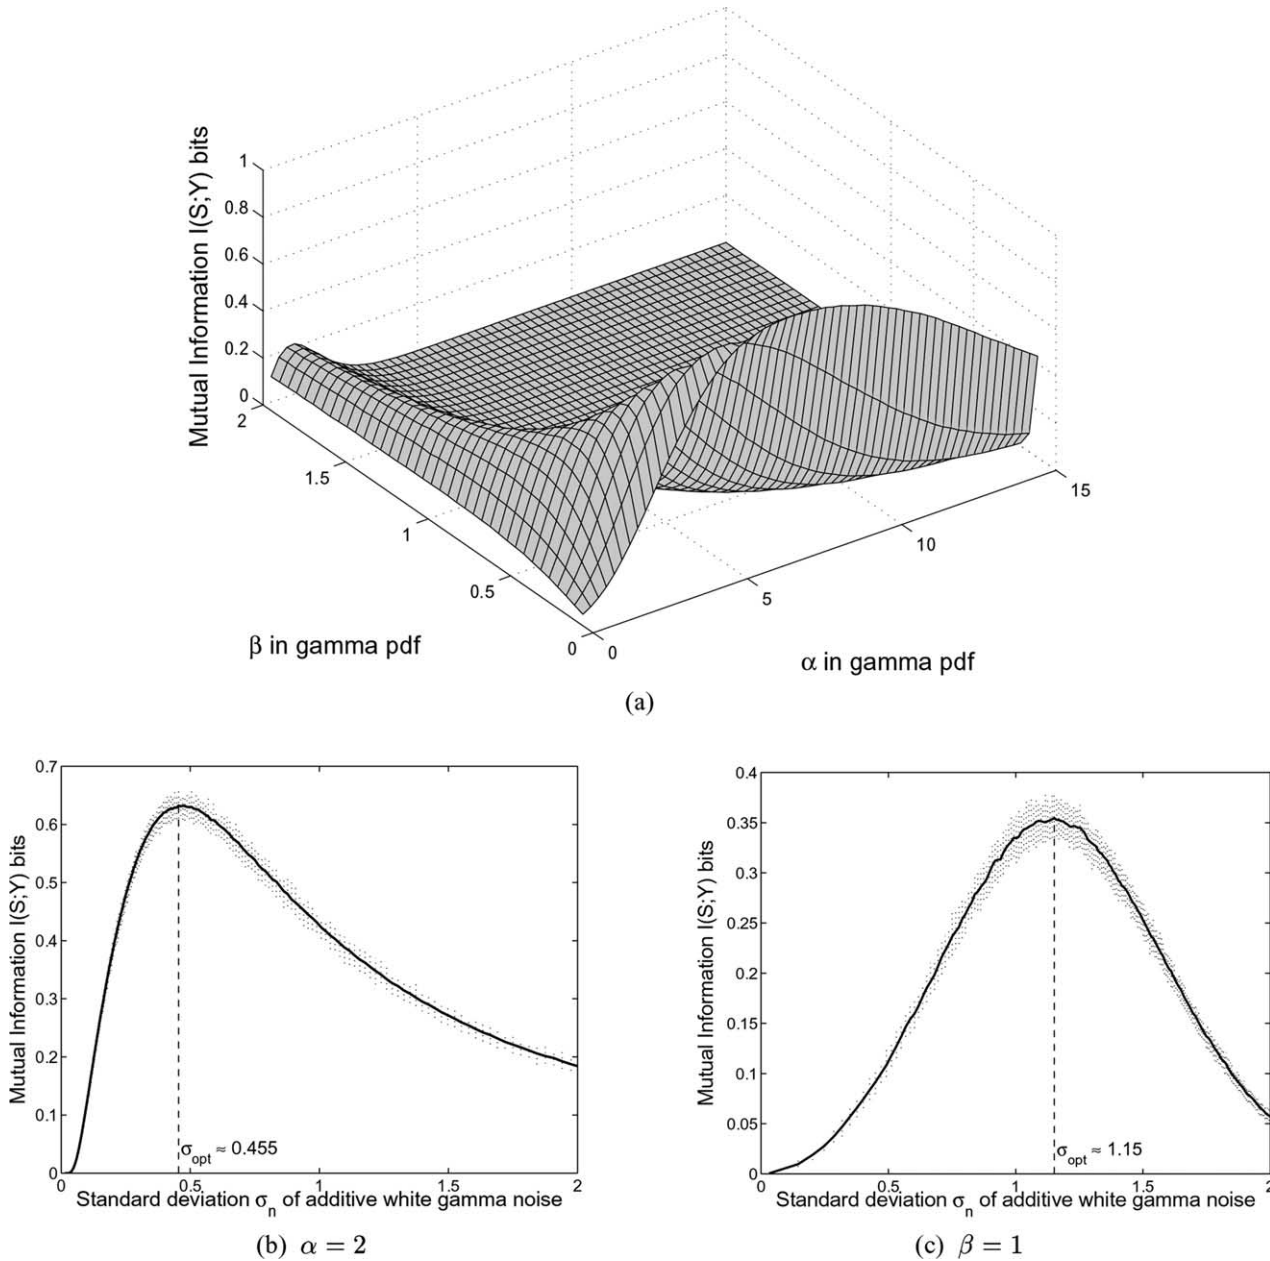 Mutual Information I(S;Y) bits
1
0.8
0.6
0.4
0.2
0
2
1.5
1
0.5
0
0
5
10
15
β in gamma pdf
α in gamma pdf
(a)
Mutual Information I(S;Y) bits
0.7
0.6
0.5
0.4
0.3
0.2
0.1
0
σopt ≈ 0.455
0 0.5 1 1.5 2
Standard deviation σn of additive white gamma noise
(b) α = 2
Mutual Information I(S;Y) bits
0.4
0.35
0.3
0.25
0.2
0.15
0.1
0.05
0
σopt ≈ 1.15
0 0.5 1 1.5 2
Standard deviation σn of additive white gamma noise
(c) β = 1